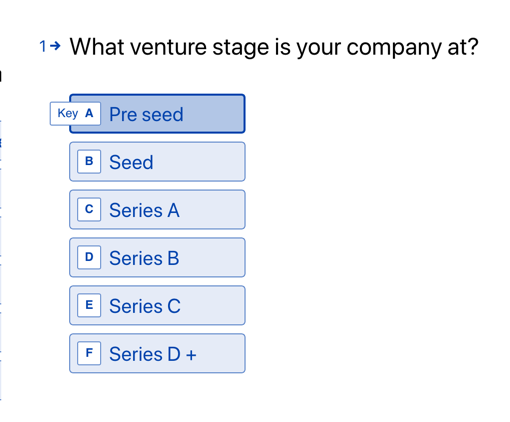 1→ What venture stage is your company at?
Key A Pre seed
B Seed
C Series A
D Series B
E Series C
F Series D +